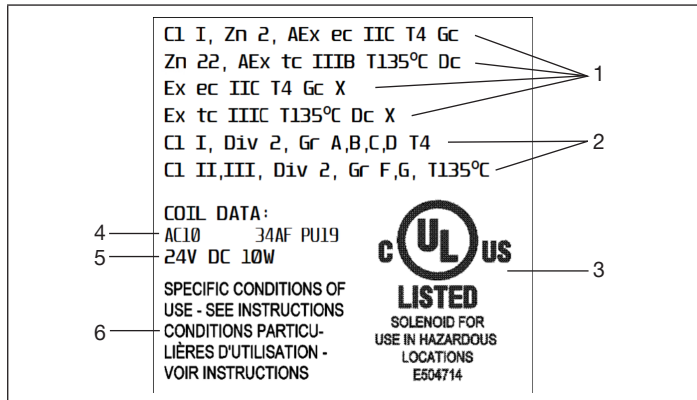 Cl I, Zn 2, AEx ec IIC T4 Gc
Zn 22, AEx tc IIIB T135°C Dc
Ex ec IIC T4 Gc X
Ex tc IIIC T135°C Dc X
1
Cl I, Div 2, Gr A,B,C,D T4
Cl II,III, Div 2, Gr F,G, T135°C
2
COIL DATA:
4
AC10 34AF PU19
5
24V DC 10W
6
SPECIFIC CONDITIONS OF
USE - SEE INSTRUCTIONS
CONDITIONS PARTICU-
LIÈRES D'UTILISATION -
VOIR INSTRUCTIONS
C UL US
3
LISTED
SOLENOID FOR
USE IN HAZARDOUS
LOCATIONS
E504714